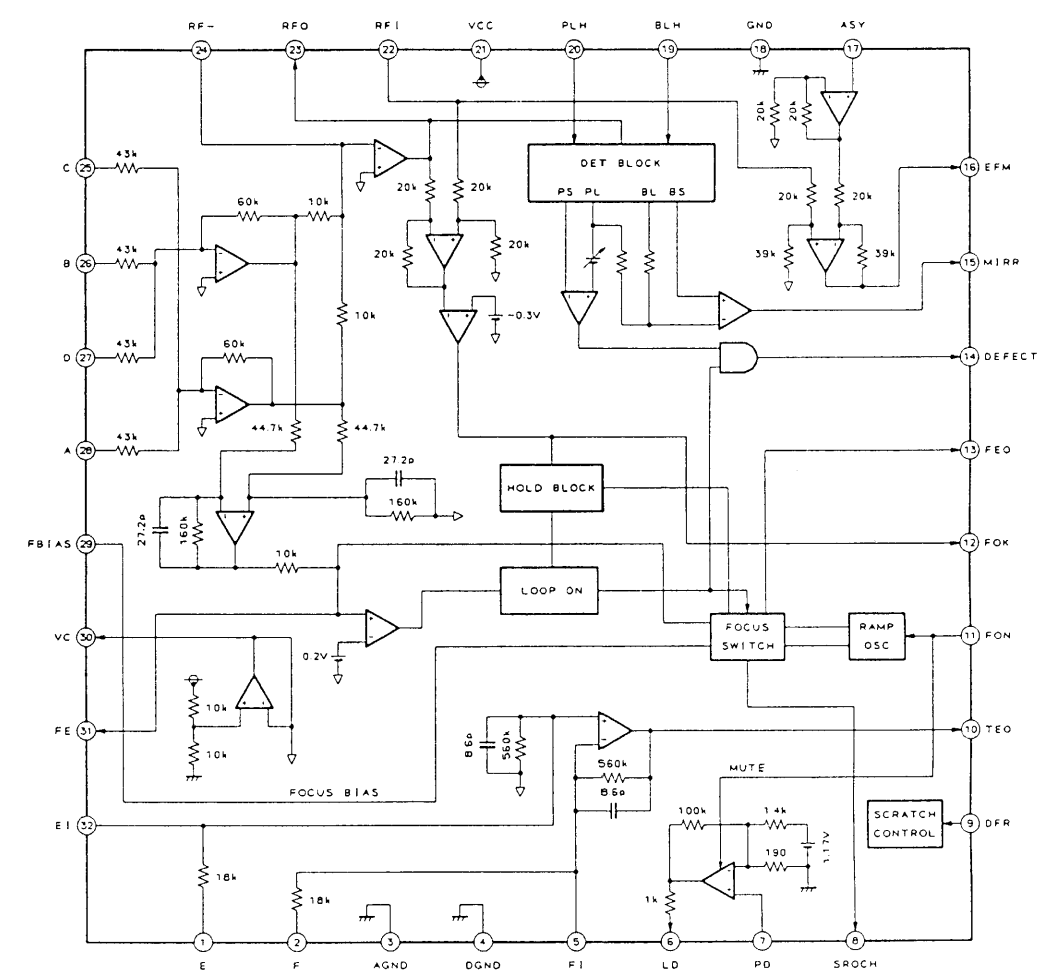 RF- RFO RFI VCC PLH BLH GND ASY
24 23 22 21 20 19 18 17
20k 20k
C 25 43k
DET BLOCK
PS PL BL BS
16 EFM
20k 20k
20k 20k
60k 10k
B 26 43k
20k 20k
39k 39k
15 MIRR
10k
~0.3V
D 27 43k
60k
14 DEFECT
44.7k 44.7k
A 28 43k
13 FEO
27.2p
160k
HOLD BLOCK
27.2p 160k
FBIAS 29
12 FOK
10k
LOOP ON
VC 30
FOCUS SWITCH
RAMP OSC
11 FON
0.2V
10k
FE 31
10k
86p 560k
10 TEO
560k
86p
MUTE
FOCUS BIAS
EI 32
100k 1.4k
1.17V
190
SCRATCH CONTROL
9 DFR
18k
18k
1k
1 2 3 4 5 6 7 8
E F AGND DGND FI LD PD SROCH